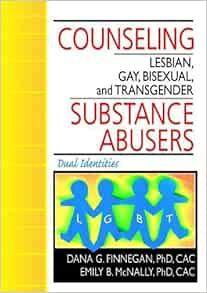 COUNSELING
LESBIAN,
GAY, BISEXUAL,
and TRANSGENDER
SUBSTANCE
ABUSERS
Dual Identities
L G B T
DANA G. FINNEGAN, PhD, CAC
EMILY B. McNALLY, PhD, CAC